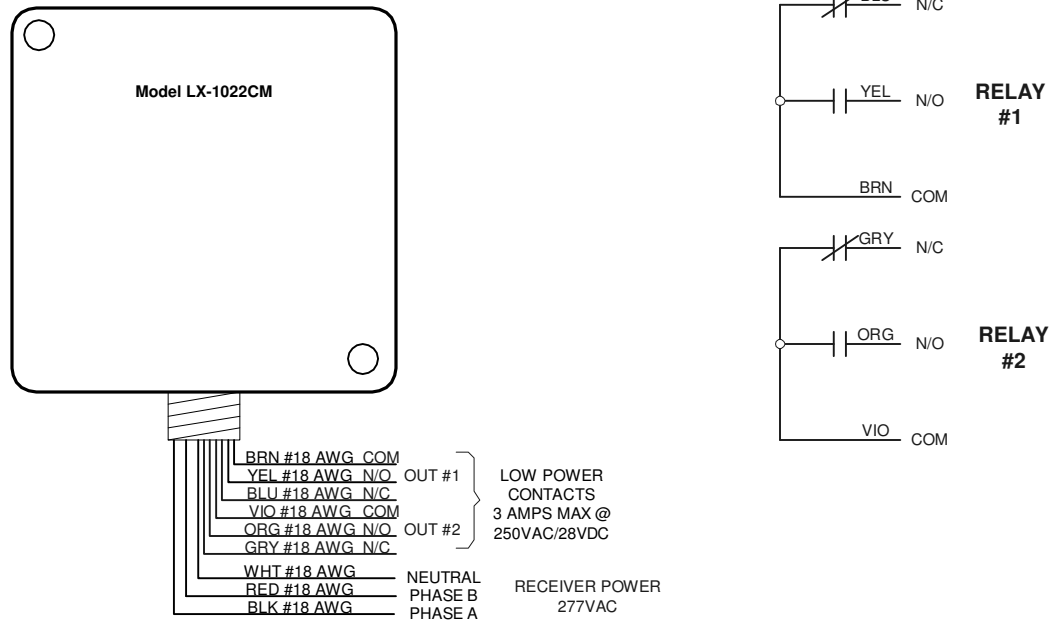 Model LX-1022CM
BRN #18 AWG COM
YEL #18 AWG N/O OUT #1
BLU #18 AWG N/C
VIO #18 AWG COM
ORG #18 AWG N/O OUT #2
GRY #18 AWG N/C
LOW POWER
CONTACTS
3 AMPS MAX @
250VAC/28VDC
WHT #18 AWG NEUTRAL
RED #18 AWG PHASE B
BLK #18 AWG PHASE A
RECEIVER POWER
277VAC
N/C
YEL N/O
RELAY
#1
BRN COM
GRY N/C
ORG N/O
RELAY
#2
VIO COM